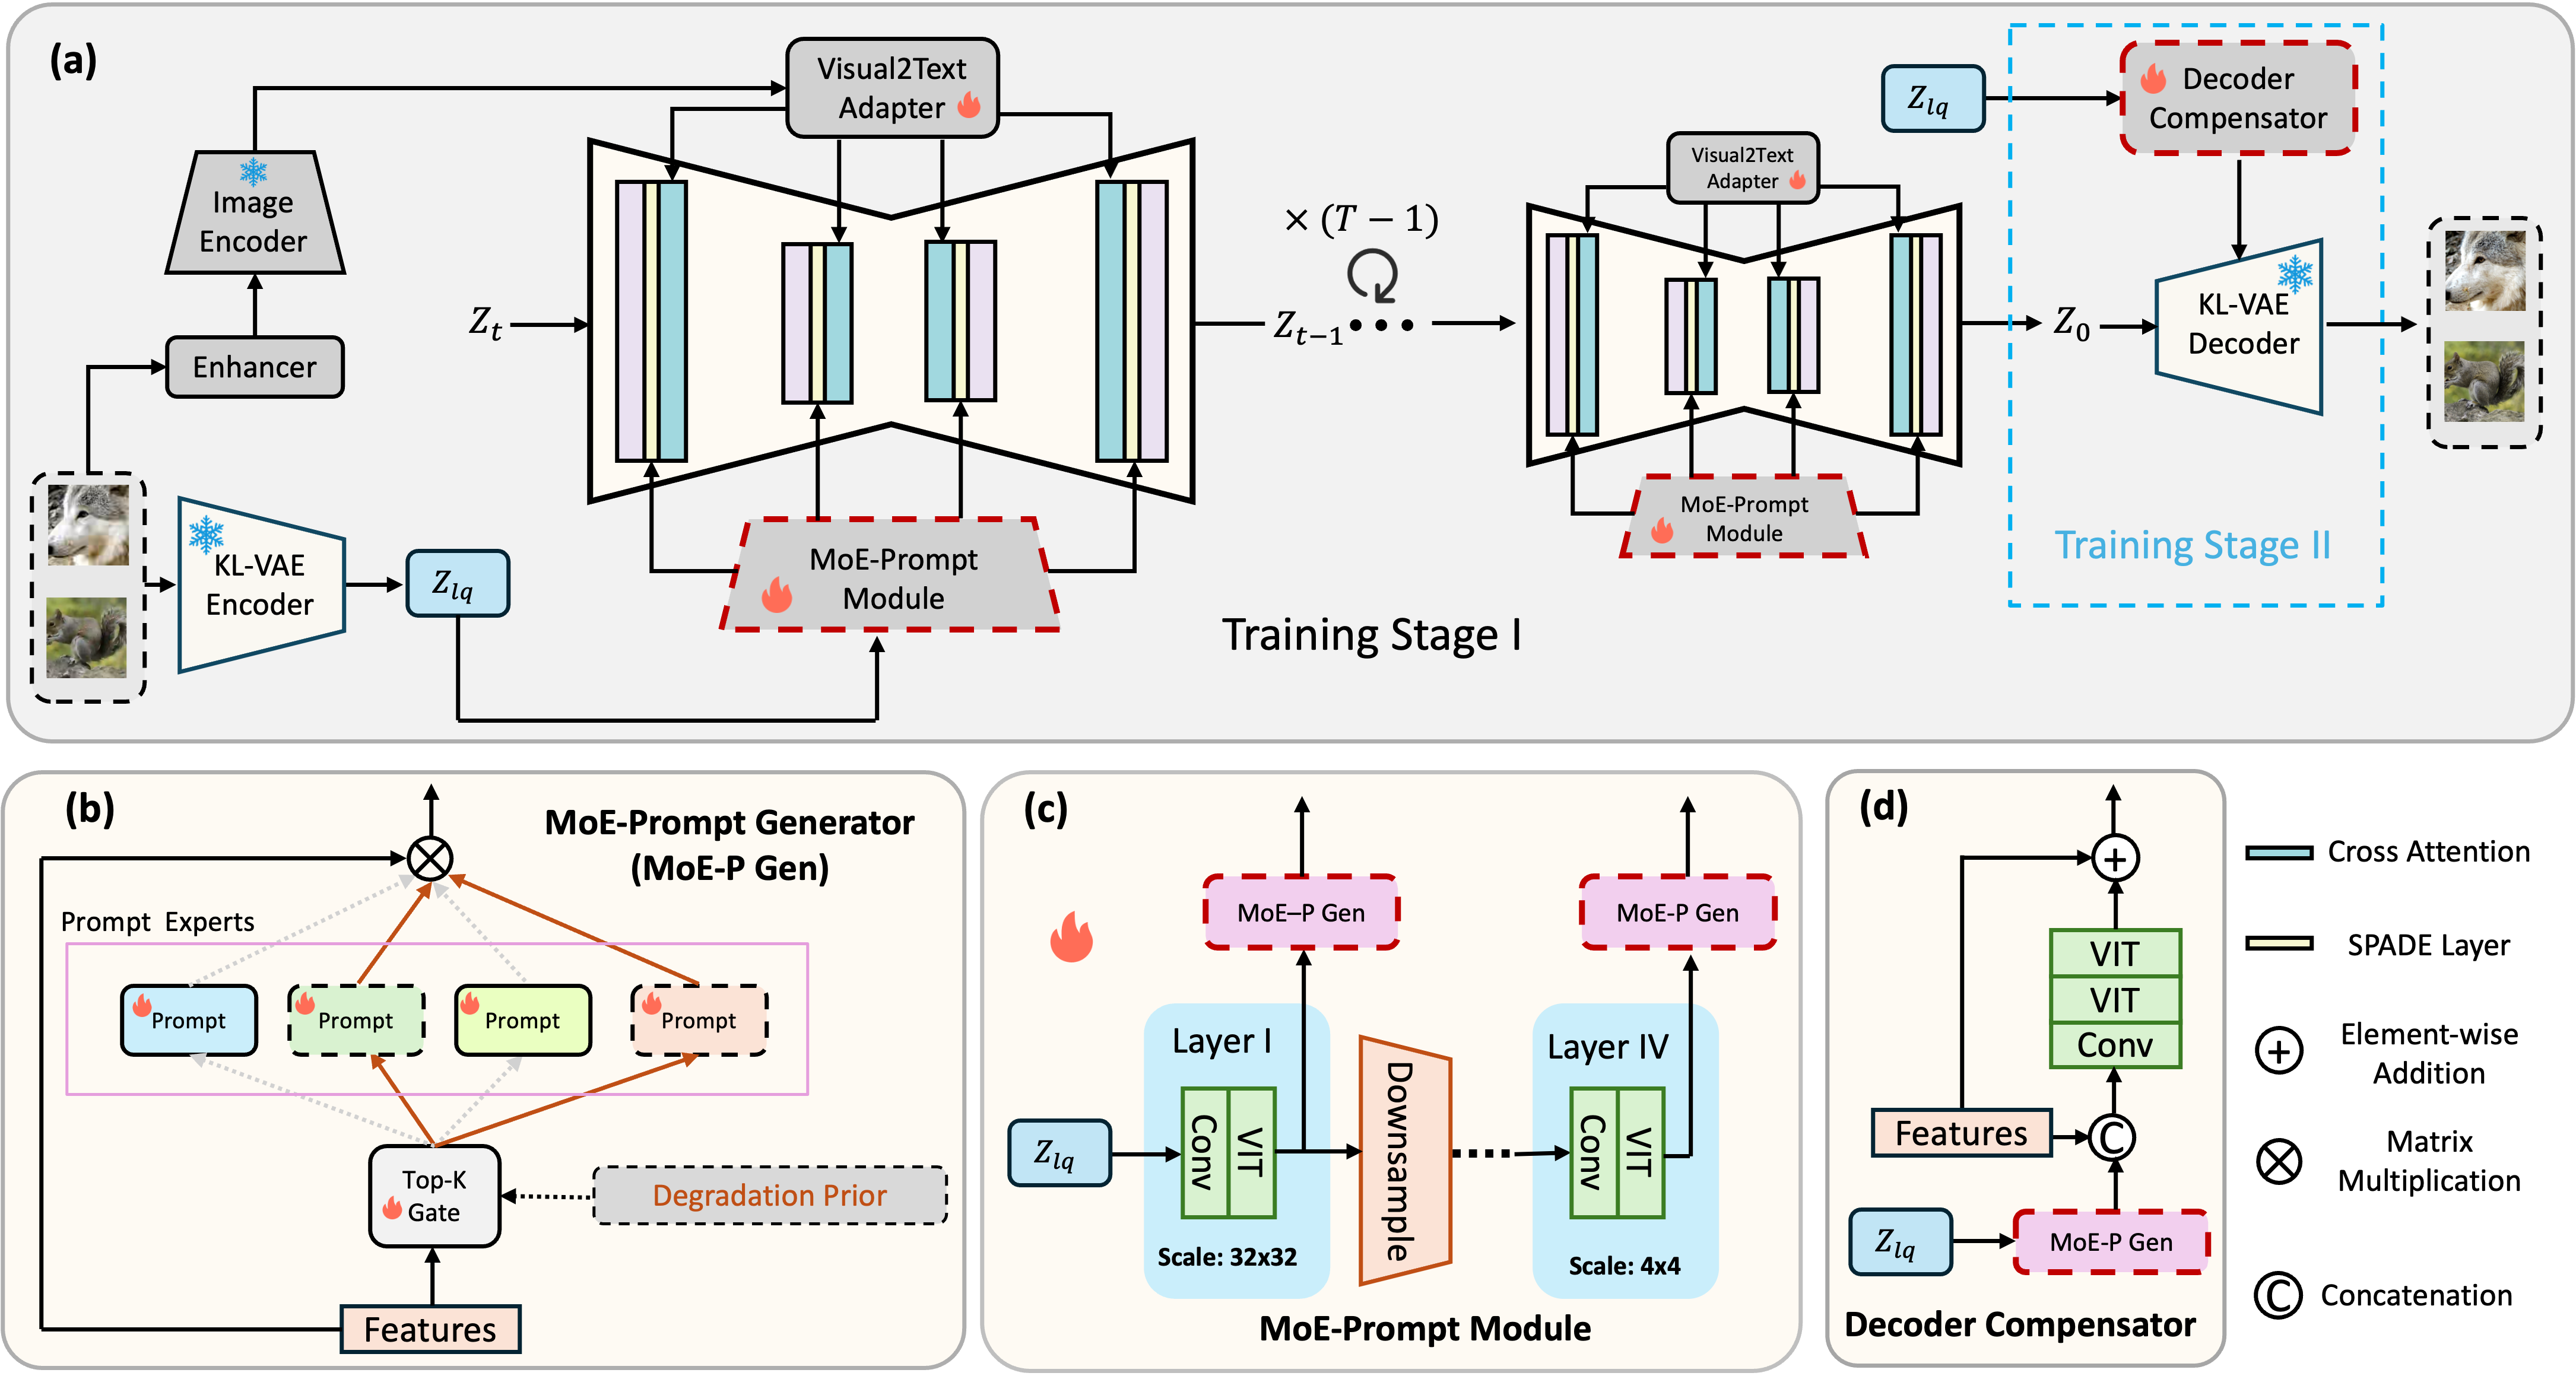 (a)
Visual2Text
Adapter
Image
Encoder
Enhancer
KL-VAE
Encoder
Z_{lq}
Z_t
MoE-Prompt
Module
Z_{t-1}
× (T − 1)
Training Stage I
Visual2Text
Adapter
MoE-Prompt
Module
Z_{lq}
Decoder
Compensator
Z_0
KL-VAE
Decoder
Training Stage II
(b)
MoE-Prompt Generator
(MoE-P Gen)
Prompt Experts
Prompt
Prompt
Prompt
Prompt
Top-K
Gate
Degradation Prior
Features
(c)
MoE–P Gen
MoE-P Gen
Layer I
Layer IV
Z_{lq}
Conv
VIT
Downsample
Conv
VIT
Scale: 32x32
Scale: 4x4
MoE-Prompt Module
(d)
VIT
VIT
Conv
Features
C
Z_{lq}
MoE-P Gen
Decoder Compensator
Cross Attention
SPADE Layer
Element-wise
Addition
Matrix
Multiplication
C
Concatenation